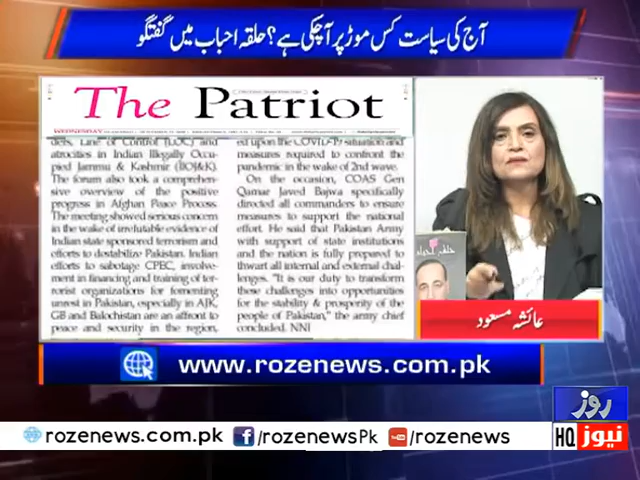 آج کی سیاست کس موڑ پر آچکی ہے؟ حلقہ احباب میں گفتگو
The Patriot
WEDNESDAY
ders, Line of Control (LOC) and
atrocities in Indian Illegally Occu-
pied Jammu & Kashmir (IIOJ&K).
The forum also took a comprehen-
sive overview of the positive
progress in Afghan Peace Process.
The meeting showed serious concern
in the wake of irrefutable evidence of
Indian state sponsored terrorism and
efforts to destabilize Pakistan. Indian
efforts to sabotage CPEC, involve-
ment in financing and training of ter-
rorist organizations for fomenting
unrest in Pakistan, especially in AJK,
GB and Balochistan are an affront to
peace and security in the region,
ed upon the COVID-19 situation and
measures required to confront the
pandemic in the wake of 2nd wave.
On the occasion, COAS Gen
Qamar Javed Bajwa specifically
directed all commanders to ensure
measures to support the national
effort. He said that Pakistan Army
with support of state institutions
and the nation is fully prepared to
thwart all internal and external chal-
lenges. "It is our duty to transform
these challenges into opportunities
for the stability & prosperity of the
people of Pakistan," the army chief
concluded. NNI
عائشہ مسعود
www.rozenews.com.pk
rozenews.com.pk
/rozenewsPk
/rozenews
You Tube
روز
نیوز
HQ